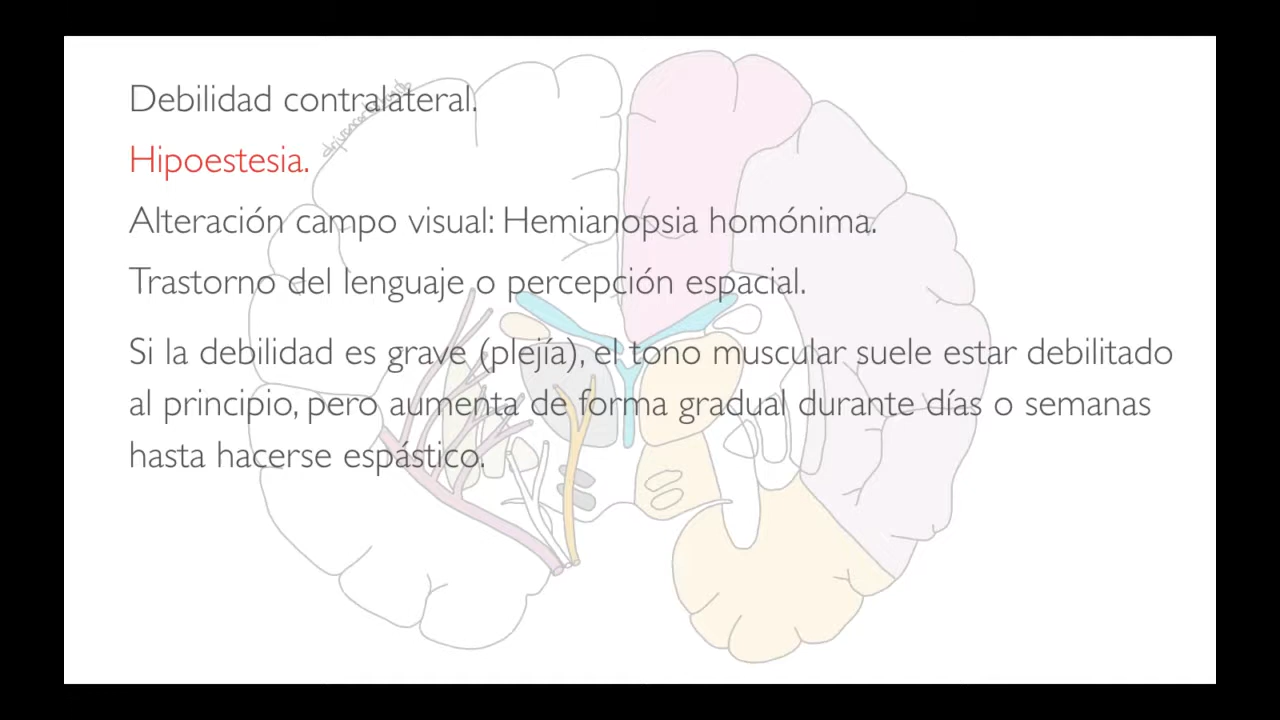 Debilidad contralateral.
Hipoestesia.
Alteración campo visual: Hemianopsia homónima.
Trastorno del lenguaje o percepción espacial.
Si la debilidad es grave (plejía), el tono muscular suele estar debilitado
al principio, pero aumenta de forma gradual durante días o semanas
hasta hacerse espástico.